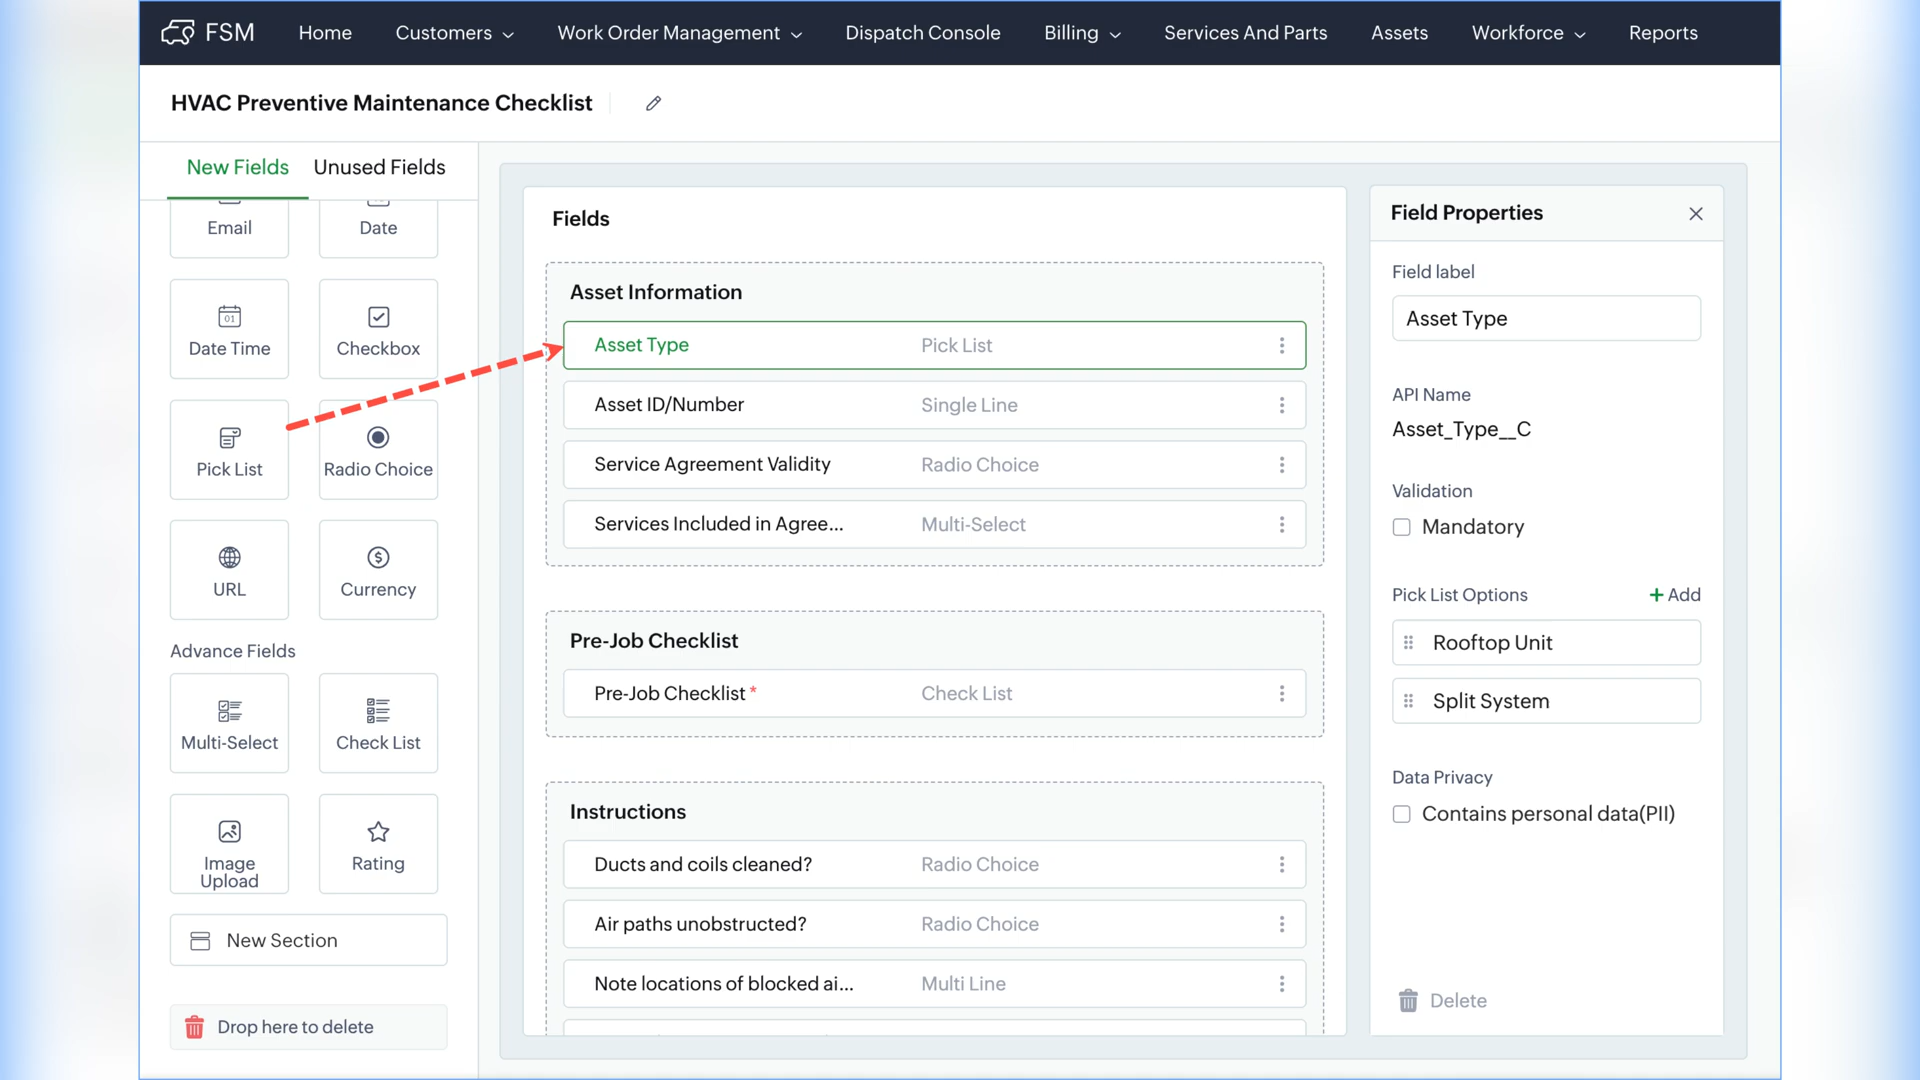 FSM
Home
Customers
Work Order Management
Dispatch Console
Billing
Services And Parts
Assets
Workforce
Reports
HVAC Preventive Maintenance Checklist
New Fields
Unused Fields
Email
Date
01
Date Time
Checkbox
Pick List
Radio Choice
URL
$
Currency
Advance Fields
Multi-Select
Check List
Image
Upload
Rating
New Section
Drop here to delete
Fields
Asset Information
Asset Type Pick List
Asset ID/Number Single Line
Service Agreement Validity Radio Choice
Services Included in Agree... Multi-Select
Pre-Job Checklist
Pre-Job Checklist * Check List
Instructions
Ducts and coils cleaned? Radio Choice
Air paths unobstructed? Radio Choice
Note locations of blocked ai... Multi Line
Field Properties
Field label
Asset Type
API Name
Asset_Type__C
Validation
Mandatory
Pick List Options
+ Add
Rooftop Unit
Split System
Data Privacy
Contains personal data(PII)
Delete